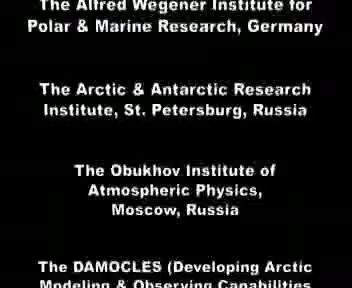 The Alfred Wegener Institute for
Polar & Marine Research, Germany
The Arctic & Antarctic Research
Institute, St. Petersburg, Russia
The Obukhov Institute of
Atmospheric Physics,
Moscow, Russia
The DAMOCLES (Developing Arctic
Modeling & Observing Capabilities